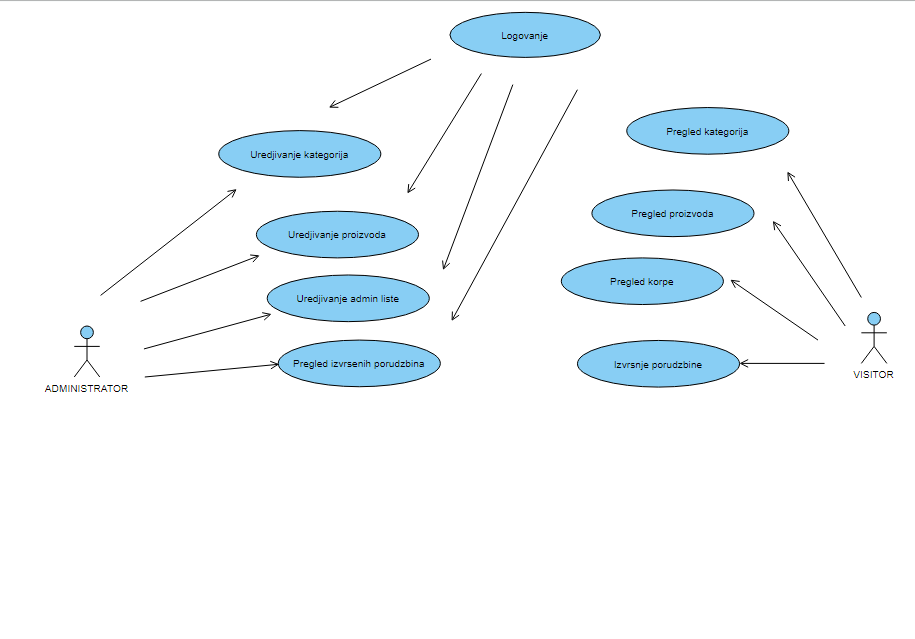 Logovanje
Pregled kategorija
Uredjivanje kategorija
Pregled proizvoda
Uredjivanje proizvoda
Pregled korpe
Uredjivanje admin liste
Pregled izvrsenih porudzbina
Izvrsnje porudzbine
ADMINISTRATOR
VISITOR